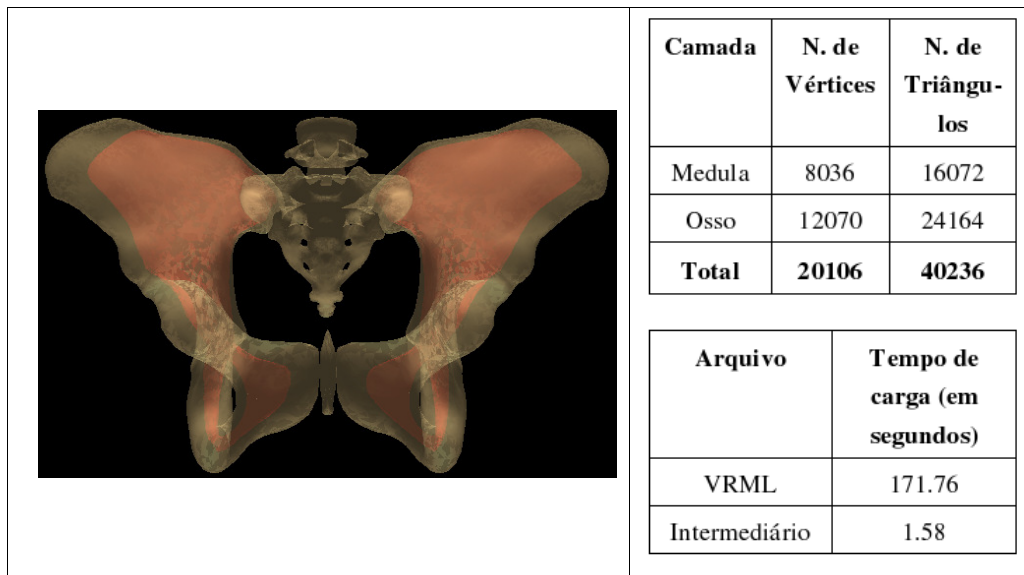 Camada N. de N. de
Vértices Triângu-
los
Medula 8036 16072
Osso 12070 24164
Total 20106 40236
Arquivo Tempo de
carga (em
segundos)
VRML 171.76
Intermediário 1.58